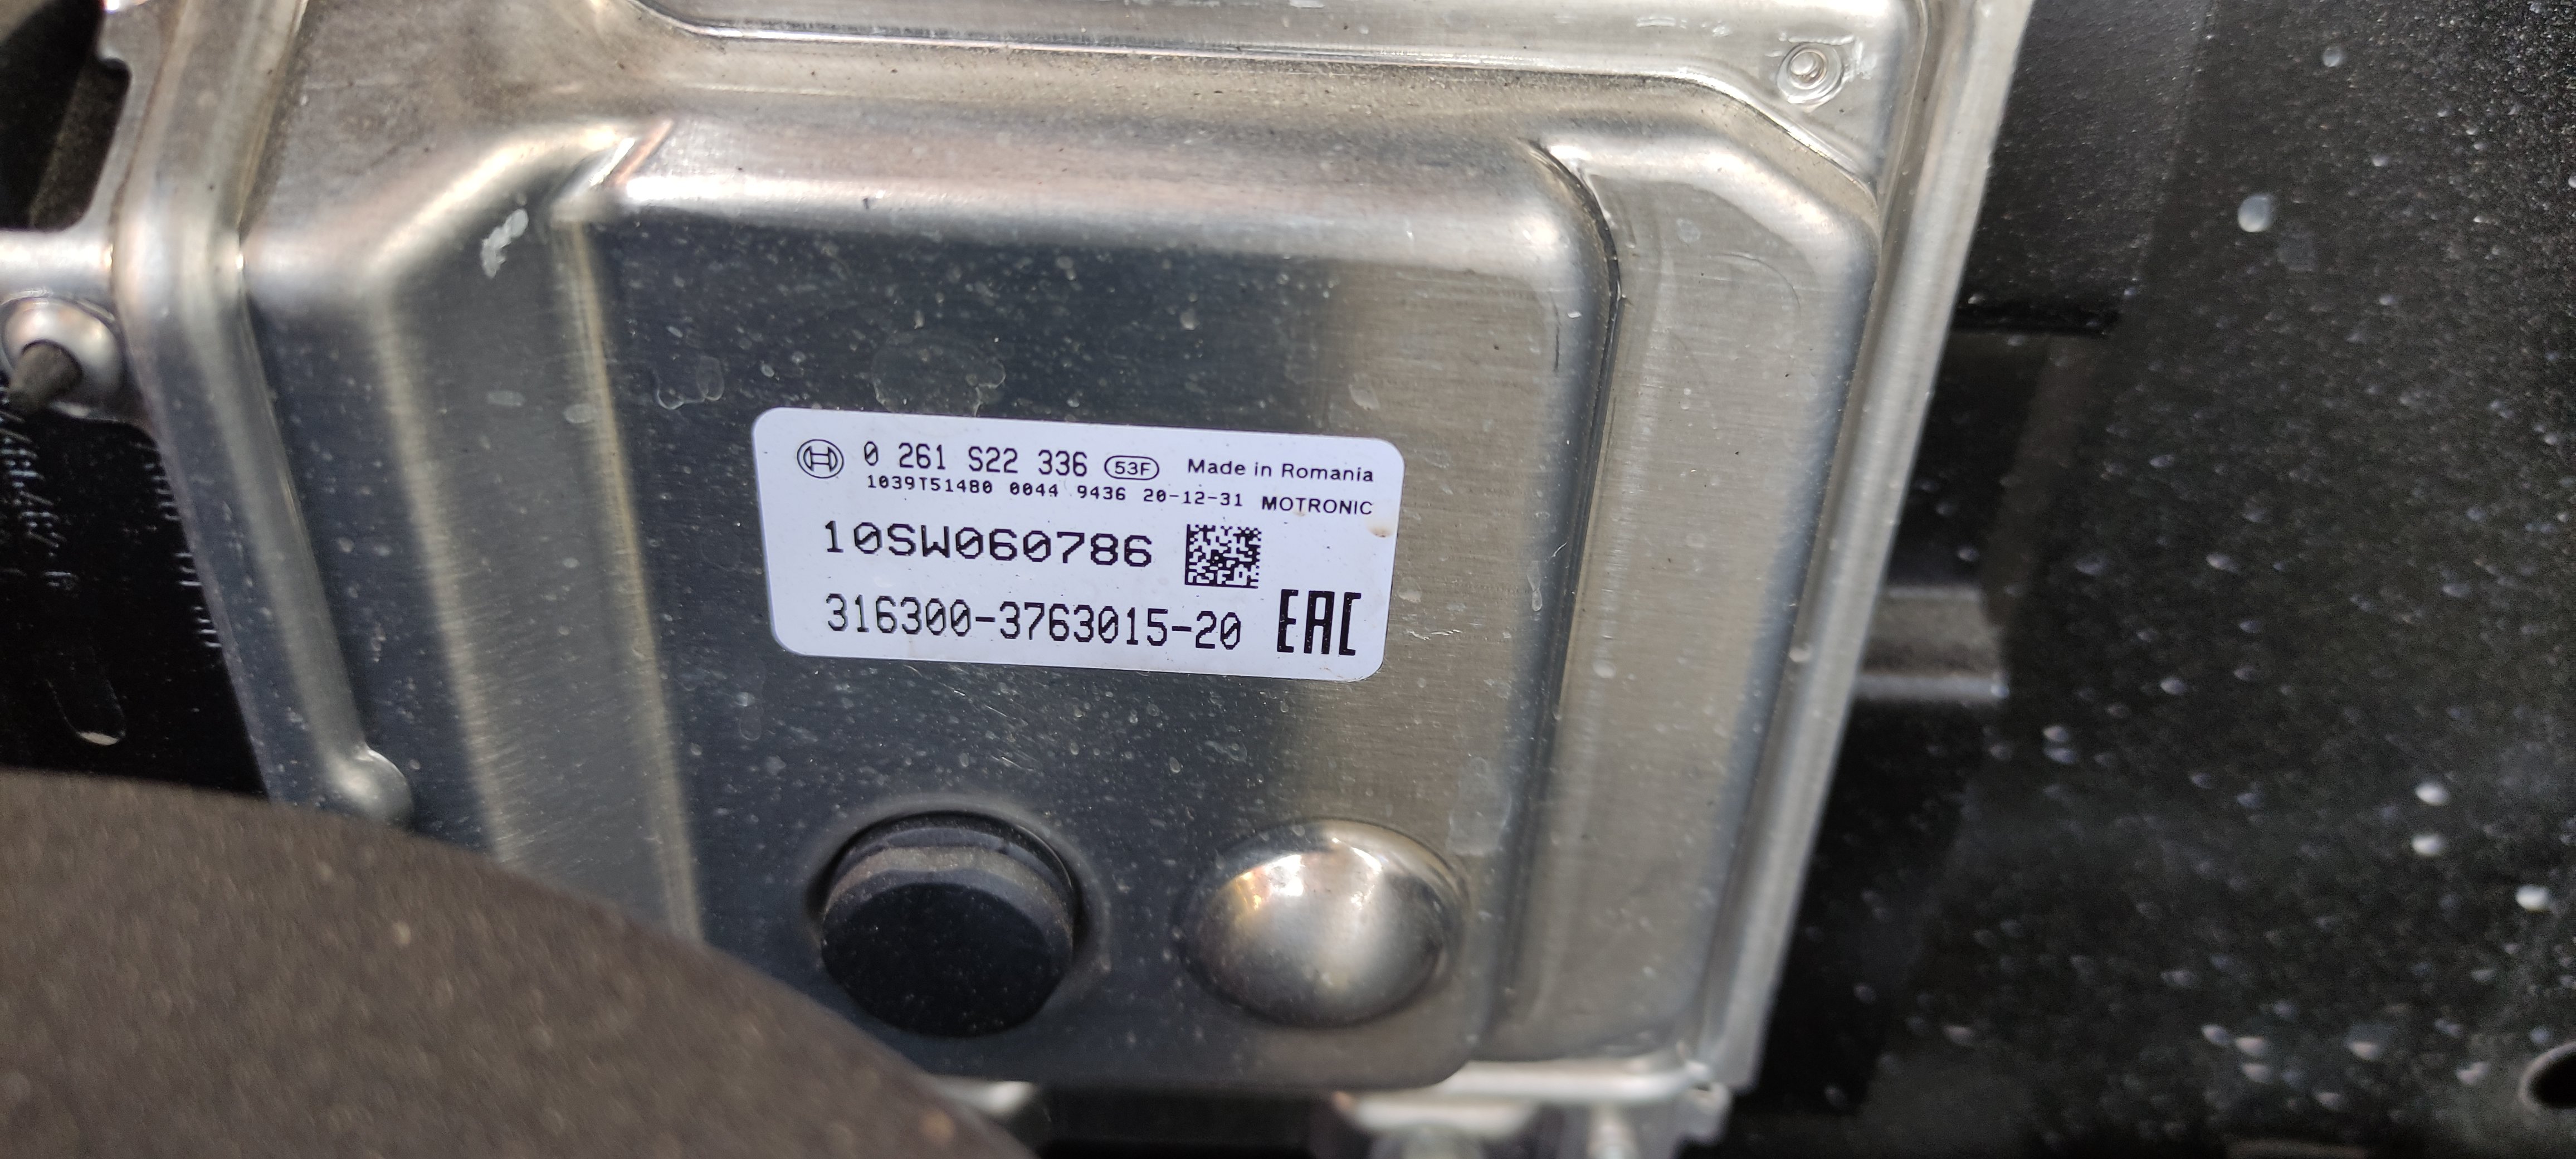 0 261 S22 336 53F Made in Romania
1039T51480 0044 9436 20-12-31 MOTRONIC
10SW060786
316300-3763015-20 EAC